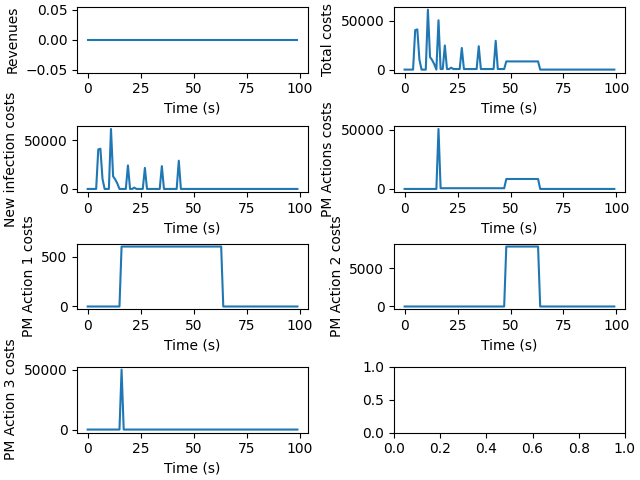 Revenues
0.05
0.00
−0.05
0 25 50 75 100
Time (s)
Total costs
50000
0
0 25 50 75 100
Time (s)
New infection costs
50000
0
0 25 50 75 100
Time (s)
PM Actions costs
50000
0
0 25 50 75 100
Time (s)
PM Action 1 costs
500
0
0 25 50 75 100
Time (s)
PM Action 2 costs
5000
0
0 25 50 75 100
Time (s)
PM Action 3 costs
50000
0
0 25 50 75 100
Time (s)
1.0
0.5
0.0
0.0 0.2 0.4 0.6 0.8 1.0